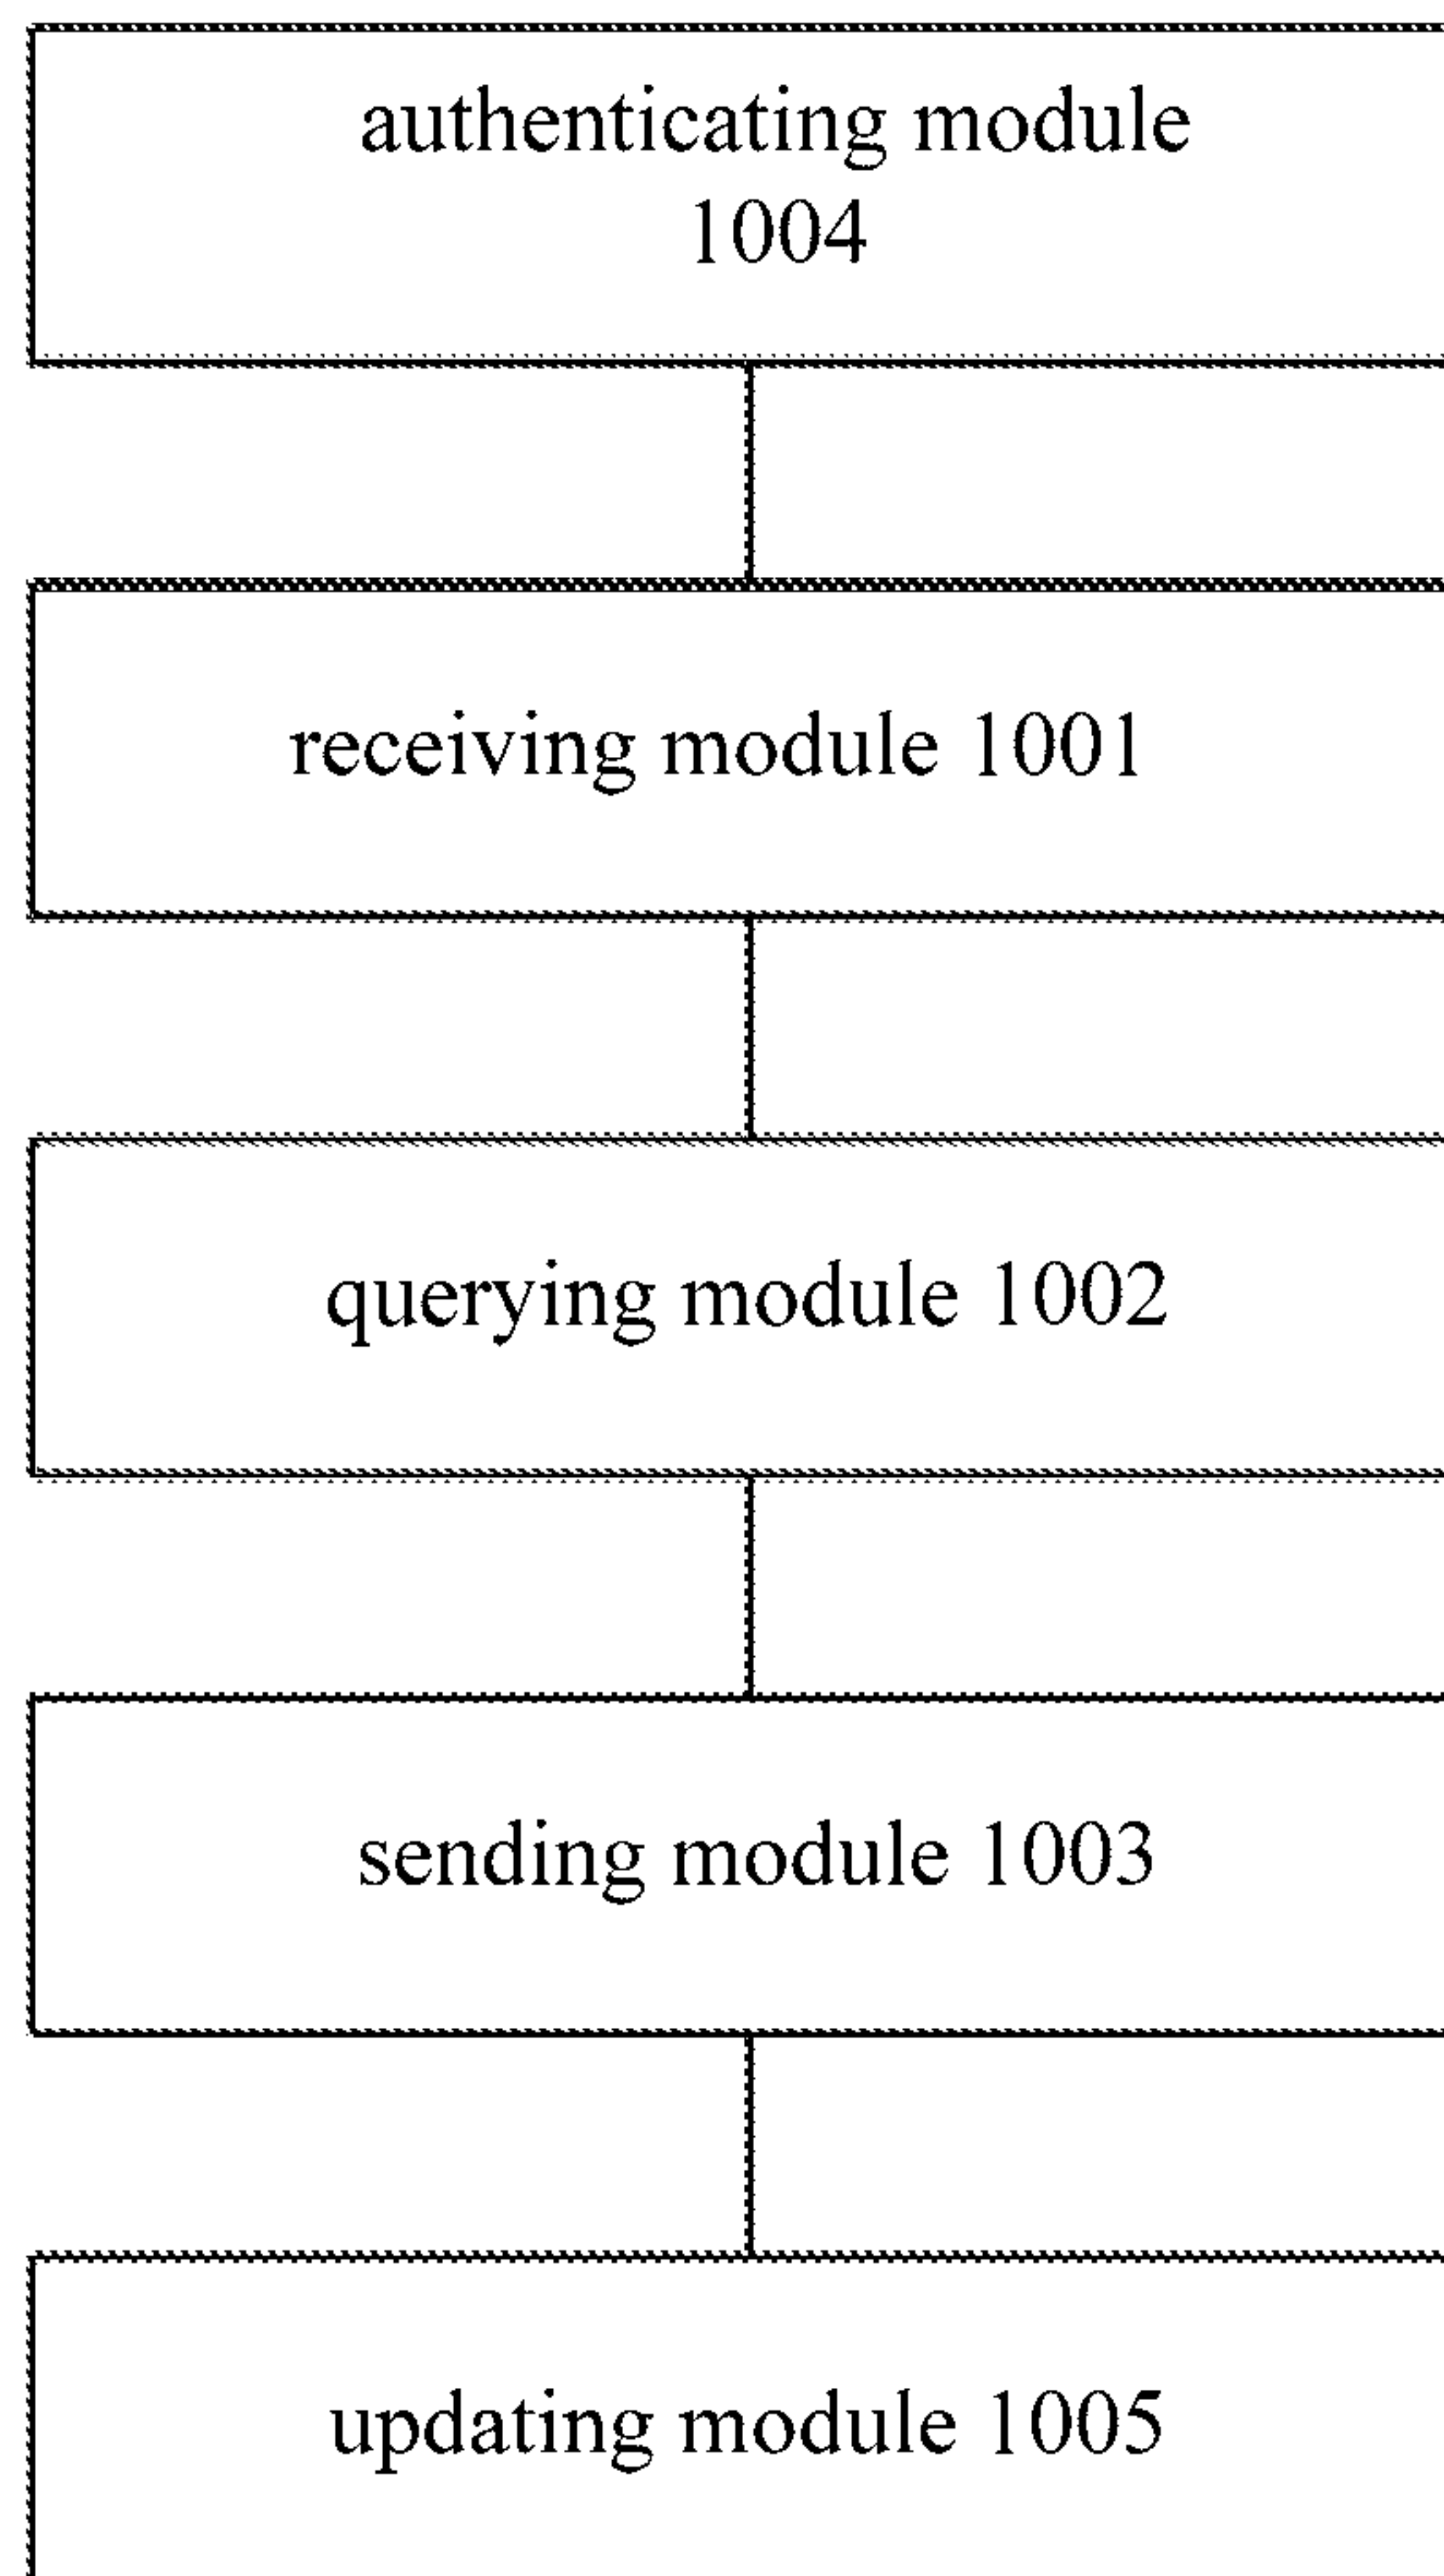 authenticating module
1004
receiving module 1001
querying module 1002
sending module 1003
updating module 1005